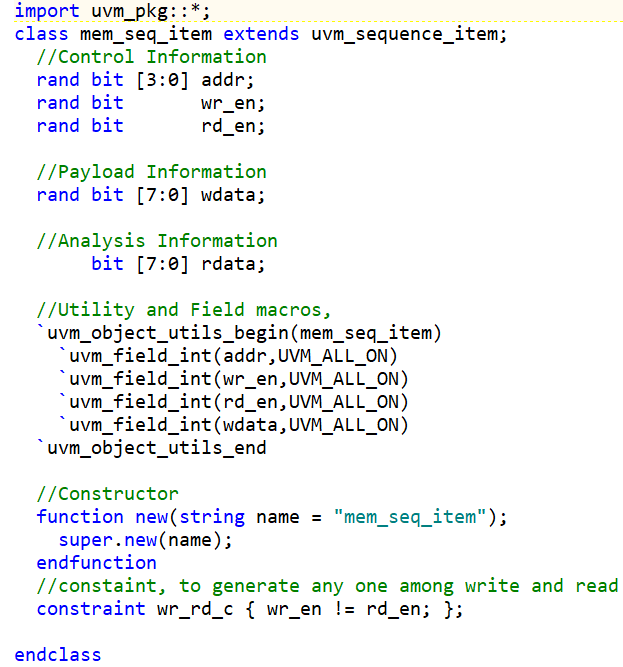 import uvm_pkg::*;
class mem_seq_item extends uvm_sequence_item;
  //Control Information
  rand bit [3:0] addr;
  rand bit       wr_en;
  rand bit       rd_en;

  //Payload Information
  rand bit [7:0] wdata;

  //Analysis Information
       bit [7:0] rdata;

  //Utility and Field macros,
  `uvm_object_utils_begin(mem_seq_item)
    `uvm_field_int(addr,UVM_ALL_ON)
    `uvm_field_int(wr_en,UVM_ALL_ON)
    `uvm_field_int(rd_en,UVM_ALL_ON)
    `uvm_field_int(wdata,UVM_ALL_ON)
  `uvm_object_utils_end

  //Constructor
  function new(string name = "mem_seq_item");
    super.new(name);
  endfunction
  //constaint, to generate any one among write and read
  constraint wr_rd_c { wr_en != rd_en; };

endclass